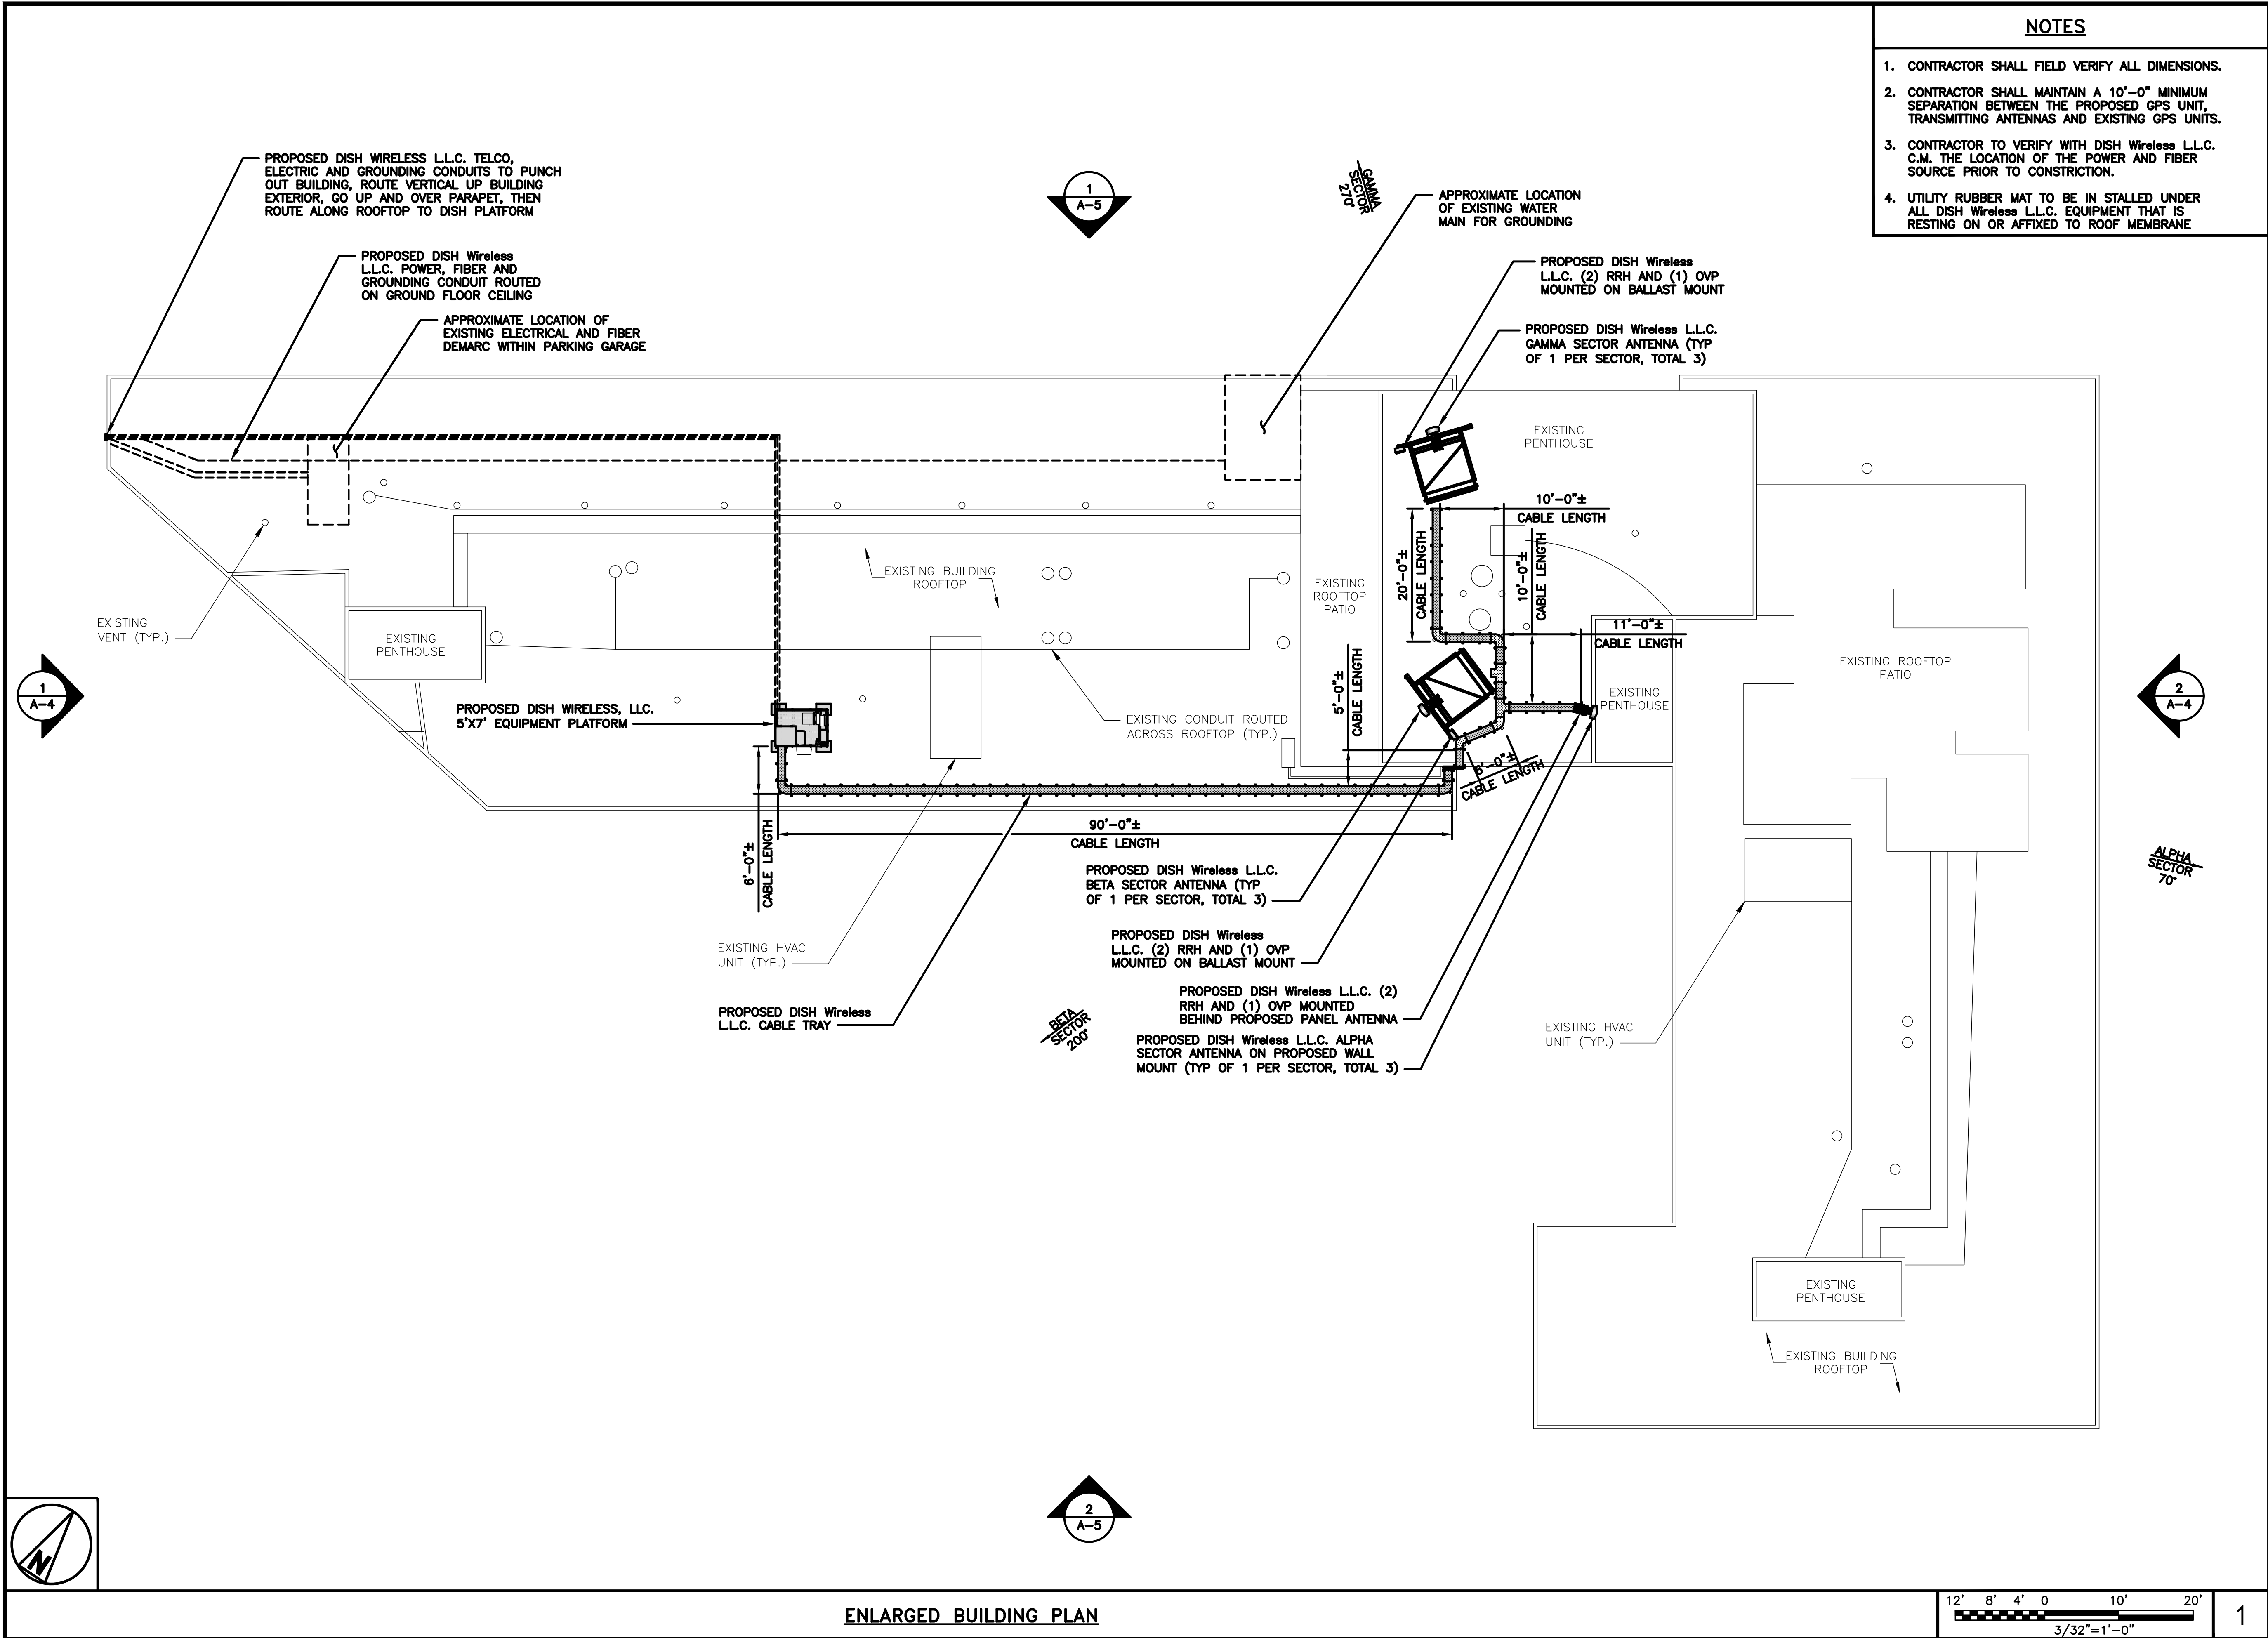 NOTES
1. CONTRACTOR SHALL FIELD VERIFY ALL DIMENSIONS.
2. CONTRACTOR SHALL MAINTAIN A 10'-0" MINIMUM
SEPARATION BETWEEN THE PROPOSED GPS UNIT,
TRANSMITTING ANTENNAS AND EXISTING GPS UNITS.
3. CONTRACTOR TO VERIFY WITH DISH Wireless L.L.C.
C.M. THE LOCATION OF THE POWER AND FIBER
SOURCE PRIOR TO CONSTRICTION.
4. UTILITY RUBBER MAT TO BE IN STALLED UNDER
ALL DISH Wireless L.L.C. EQUIPMENT THAT IS
RESTING ON OR AFFIXED TO ROOF MEMBRANE
PROPOSED DISH WIRELESS L.L.C. TELCO,
ELECTRIC AND GROUNDING CONDUITS TO PUNCH
OUT BUILDING, ROUTE VERTICAL UP BUILDING
EXTERIOR, GO UP AND OVER PARAPET, THEN
ROUTE ALONG ROOFTOP TO DISH PLATFORM
PROPOSED DISH Wireless
L.L.C. POWER, FIBER AND
GROUNDING CONDUIT ROUTED
ON GROUND FLOOR CEILING
APPROXIMATE LOCATION OF
EXISTING ELECTRICAL AND FIBER
DEMARC WITHIN PARKING GARAGE
1
A-5
GAMMA
SECTOR
270°
APPROXIMATE LOCATION
OF EXISTING WATER
MAIN FOR GROUNDING
PROPOSED DISH Wireless
L.L.C. (2) RRH AND (1) OVP
MOUNTED ON BALLAST MOUNT
PROPOSED DISH Wireless L.L.C.
GAMMA SECTOR ANTENNA (TYP
OF 1 PER SECTOR, TOTAL 3)
EXISTING
PENTHOUSE
10'-0"±
CABLE LENGTH
20'-0"±
CABLE LENGTH
10'-0"±
CABLE LENGTH
11'-0"±
CABLE LENGTH
EXISTING
ROOFTOP
PATIO
EXISTING BUILDING
ROOFTOP
EXISTING
VENT (TYP.)
EXISTING
PENTHOUSE
1
A-4
PROPOSED DISH WIRELESS, LLC.
5'X7' EQUIPMENT PLATFORM
EXISTING CONDUIT ROUTED
ACROSS ROOFTOP (TYP.)
5'-0"±
CABLE LENGTH
6'-0"±
CABLE LENGTH
EXISTING
PENTHOUSE
EXISTING ROOFTOP
PATIO
2
A-4
6'-0"±
CABLE LENGTH
90'-0"±
CABLE LENGTH
PROPOSED DISH Wireless L.L.C.
BETA SECTOR ANTENNA (TYP
OF 1 PER SECTOR, TOTAL 3)
ALPHA
SECTOR
70°
EXISTING HVAC
UNIT (TYP.)
PROPOSED DISH Wireless
L.L.C. (2) RRH AND (1) OVP
MOUNTED ON BALLAST MOUNT
PROPOSED DISH Wireless
L.L.C. CABLE TRAY
BETA
SECTOR
200°
PROPOSED DISH Wireless L.L.C. (2)
RRH AND (1) OVP MOUNTED
BEHIND PROPOSED PANEL ANTENNA
PROPOSED DISH Wireless L.L.C. ALPHA
SECTOR ANTENNA ON PROPOSED WALL
MOUNT (TYP OF 1 PER SECTOR, TOTAL 3)
EXISTING HVAC
UNIT (TYP.)
EXISTING
PENTHOUSE
EXISTING BUILDING
ROOFTOP
2
A-5
N
ENLARGED BUILDING PLAN
12' 8' 4' 0 10' 20'
3/32"=1'-0"
1